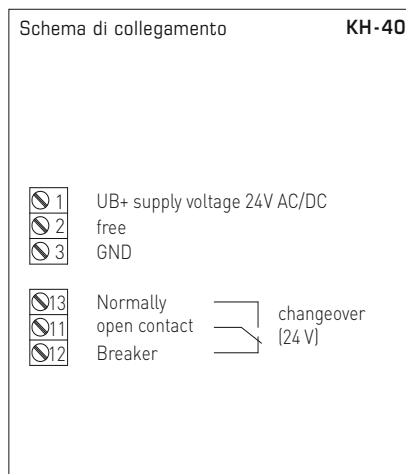 Schema di collegamento KH-40
1 UB+ supply voltage 24V AC/DC
2 free
3 GND
13 Normally
11 open contact
12 Breaker
changeover
(24 V)